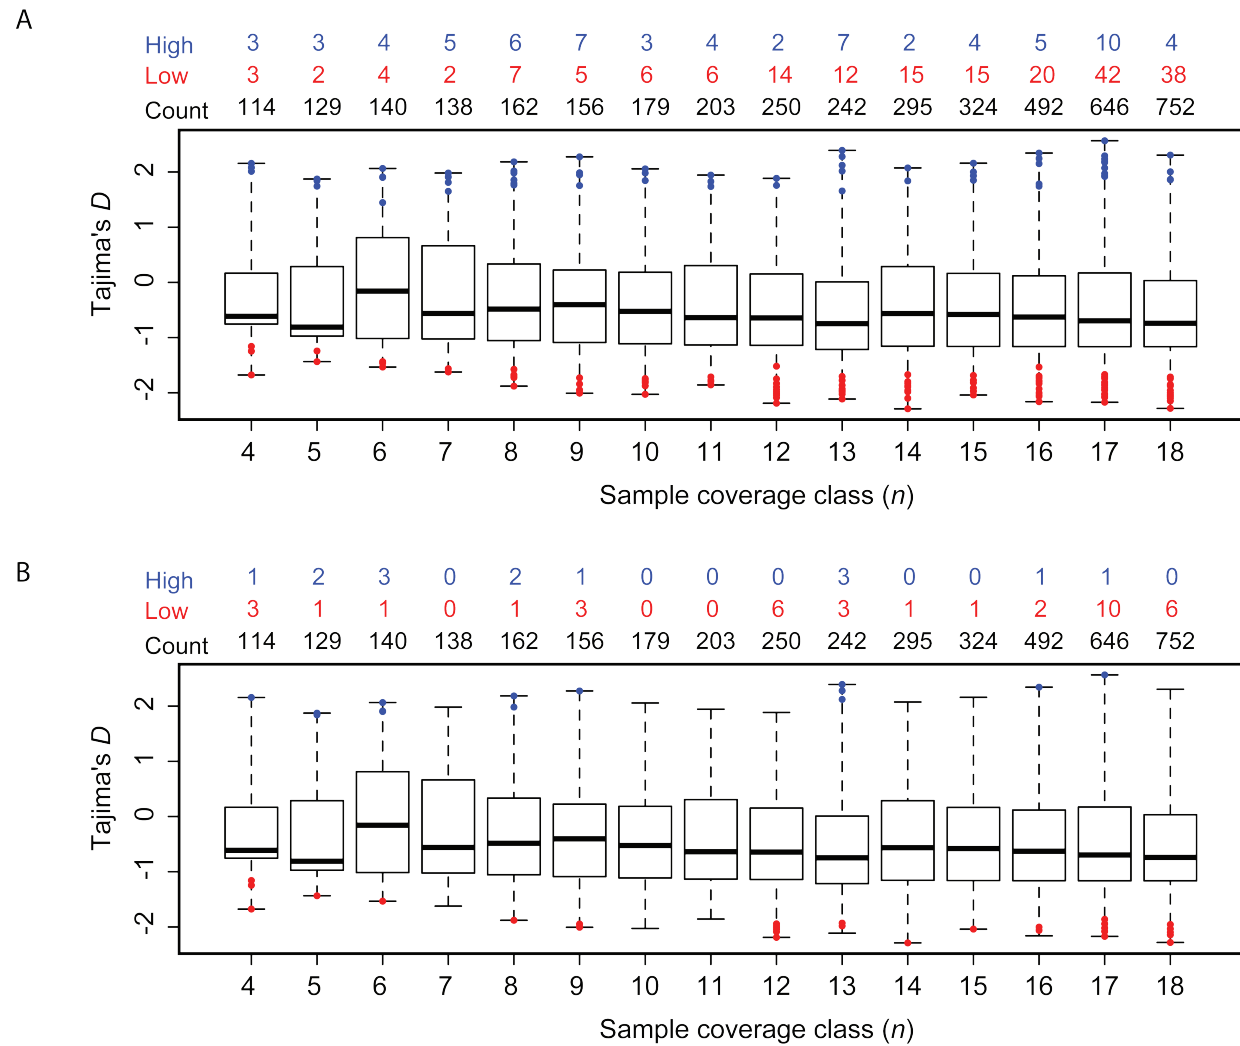 A
High 3 3 4 5 6 7 3 4 2 7 2 4 5 10 4
Low 3 2 4 2 7 5 6 6 14 12 15 15 20 42 38
Count 114 129 140 138 162 156 179 203 250 242 295 324 492 646 752
2
1
0
-1
-2
Tajima's D
4 5 6 7 8 9 10 11 12 13 14 15 16 17 18
Sample coverage class (n)
B
High 1 2 3 0 2 1 0 0 0 3 0 0 1 1 0
Low 3 1 1 0 1 3 0 0 6 3 1 1 2 10 6
Count 114 129 140 138 162 156 179 203 250 242 295 324 492 646 752
2
1
0
-1
-2
Tajima's D
4 5 6 7 8 9 10 11 12 13 14 15 16 17 18
Sample coverage class (n)